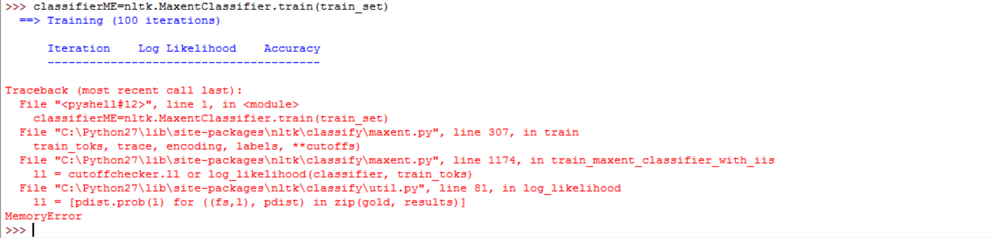 >>> classifierME=nltk.MaxentClassifier.train(train_set)
  ==> Training (100 iterations)
      Iteration    Log Likelihood    Accuracy
      ---------------------------------------
Traceback (most recent call last):
  File "<pyshell#12>", line 1, in <module>
    classifierME=nltk.MaxentClassifier.train(train_set)
  File "C:\Python27\lib\site-packages\nltk\classify\maxent.py", line 307, in train
    train_toks, trace, encoding, labels, **cutoffs)
  File "C:\Python27\lib\site-packages\nltk\classify\maxent.py", line 1174, in train_maxent_classifier_with_iis
    ll = cutoffchecker.ll or log_likelihood(classifier, train_toks)
  File "C:\Python27\lib\site-packages\nltk\classify\util.py", line 81, in log_likelihood
    ll = [pdist.prob(l) for ((fs,l), pdist) in zip(gold, results)]
MemoryError
>>>